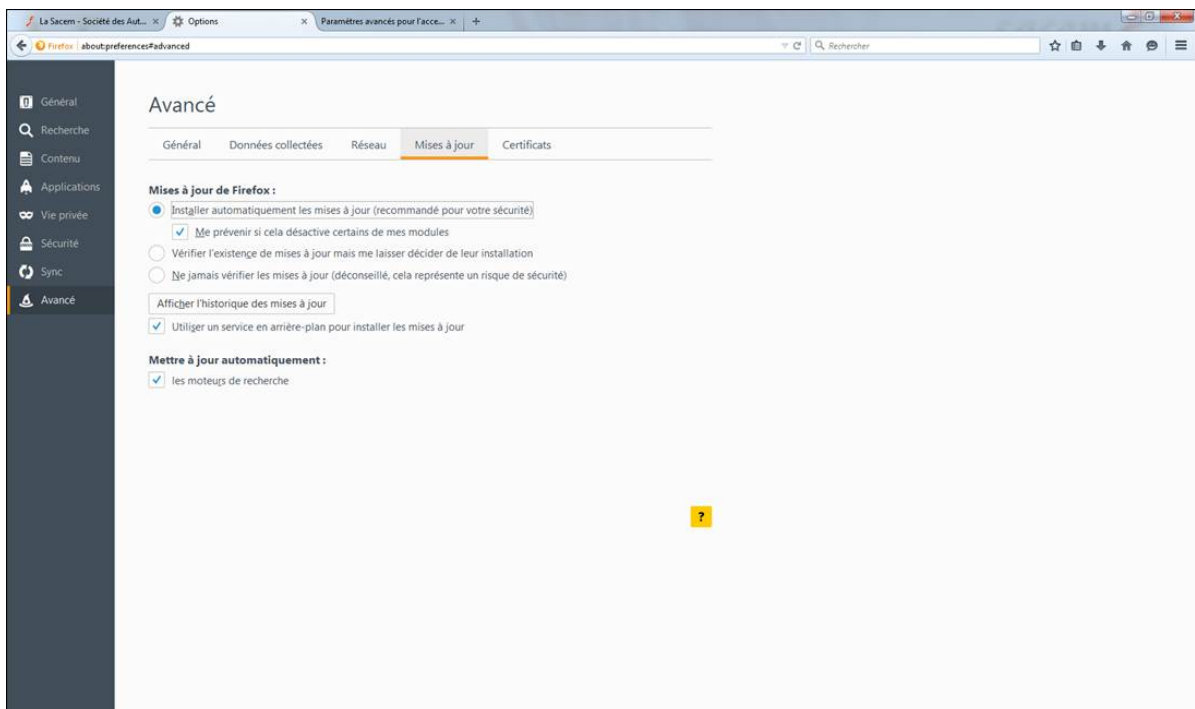 La Sacem - Société des Aut...
Options
Paramètres avancés pour l'acce...
Firefox about:preferences#advanced
Rechercher
Général
Recherche
Contenu
Applications
Vie privée
Sécurité
Sync
Avancé
Avancé
Général Données collectées Réseau Mises à jour Certificats
Mises à jour de Firefox :
Installer automatiquement les mises à jour (recommandé pour votre sécurité)
Me prévenir si cela désactive certains de mes modules
Vérifier l'existence de mises à jour mais me laisser décider de leur installation
Ne jamais vérifier les mises à jour (déconseillé, cela représente un risque de sécurité)
Afficher l'historique des mises à jour
Utiliser un service en arrière-plan pour installer les mises à jour
Mettre à jour automatiquement :
les moteurs de recherche
?